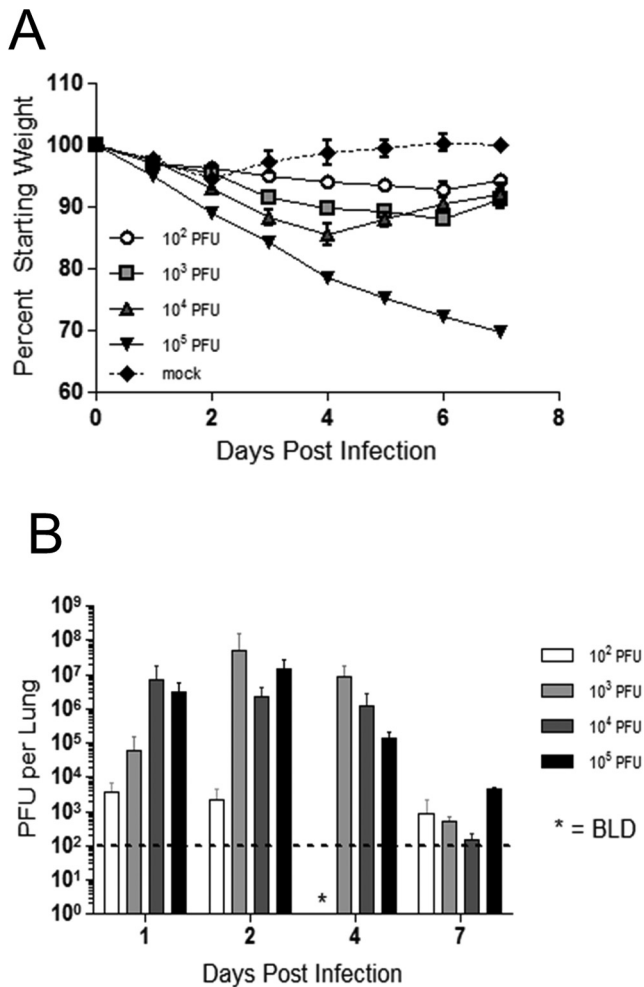 A
110
100
90
80
70
60
Percent Starting Weight
10² PFU
10³ PFU
10⁴ PFU
10⁵ PFU
mock
0 2 4 6 8
Days Post Infection
B
10⁹
10⁸
10⁷
10⁶
10⁵
10⁴
10³
10²
10¹
10⁰
PFU per Lung
*
1 2 4 7
Days Post Infection
10² PFU
10³ PFU
10⁴ PFU
10⁵ PFU
* = BLD